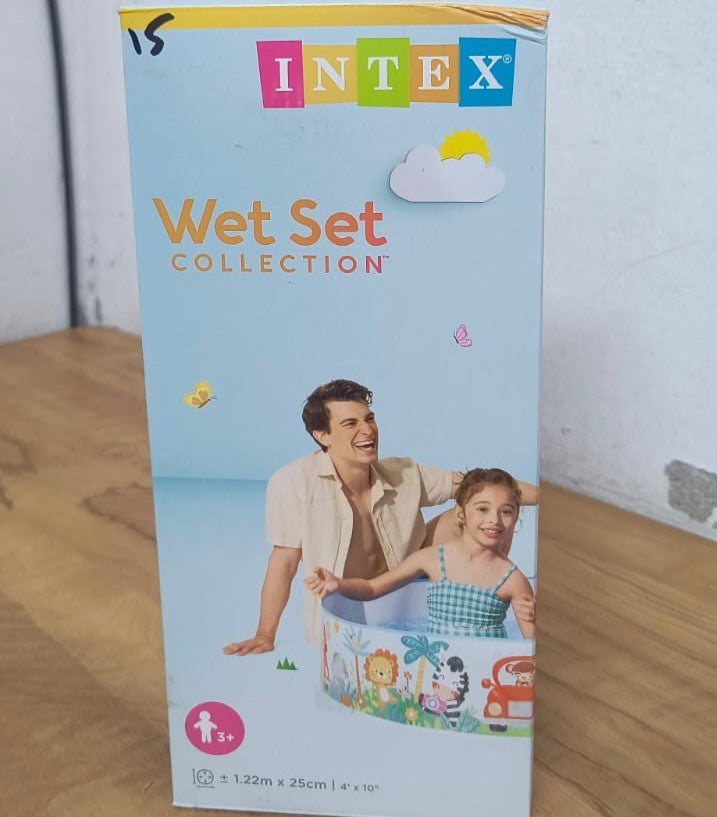 15
INTEX®
Wet Set
COLLECTION™
3+
± 1.22m x 25cm | 4' x 10"